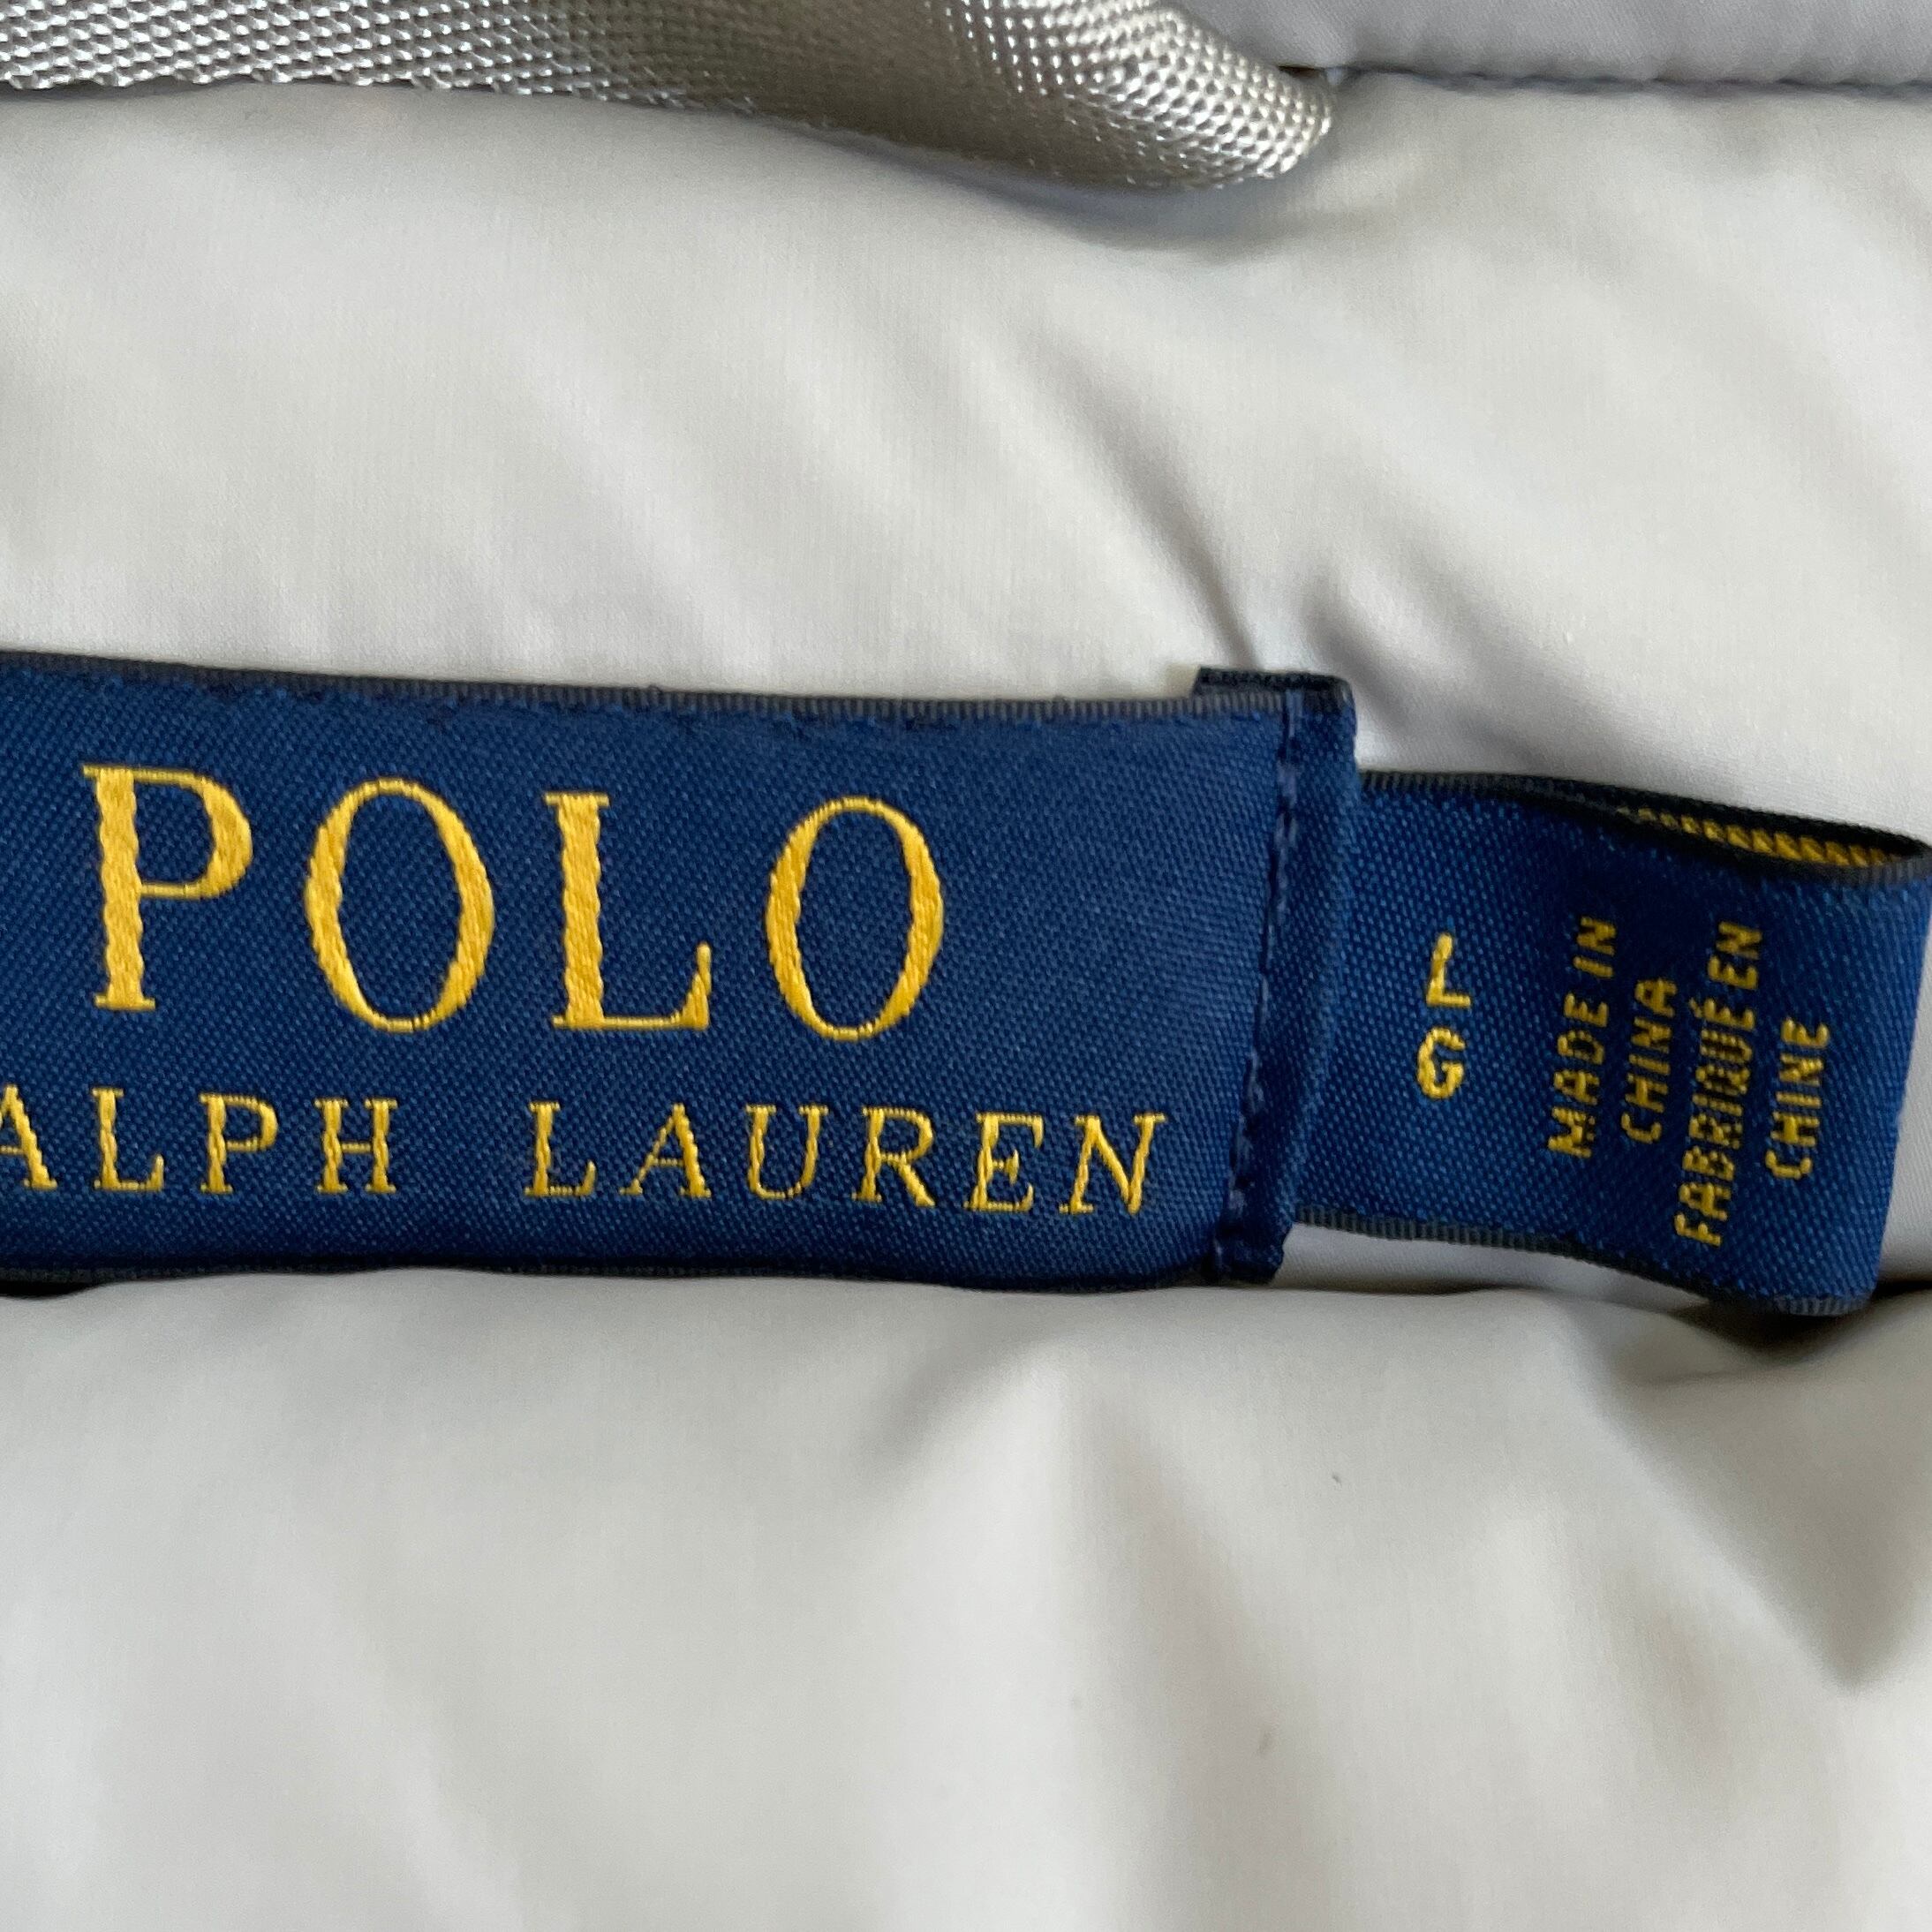 POLO
ALPH LAUREN
L
G
MADE IN
CHINA
FABRIQUÉ EN
CHINE